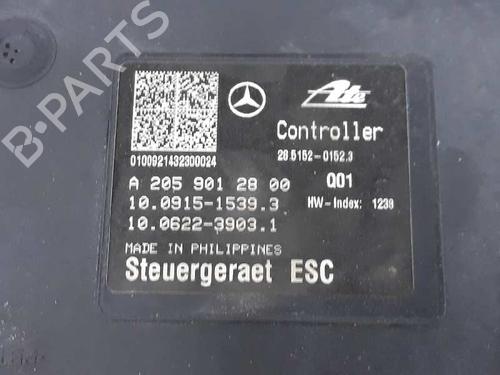 B-PARTS
Ate
Controller
28.5152-0152.3
0100921432300024
A 205 901 28 00 Q01
10.0915-1539.3 HW-Index: 1238
10.0622-3903.1
MADE IN PHILIPPINES
Steuergeraet ESC